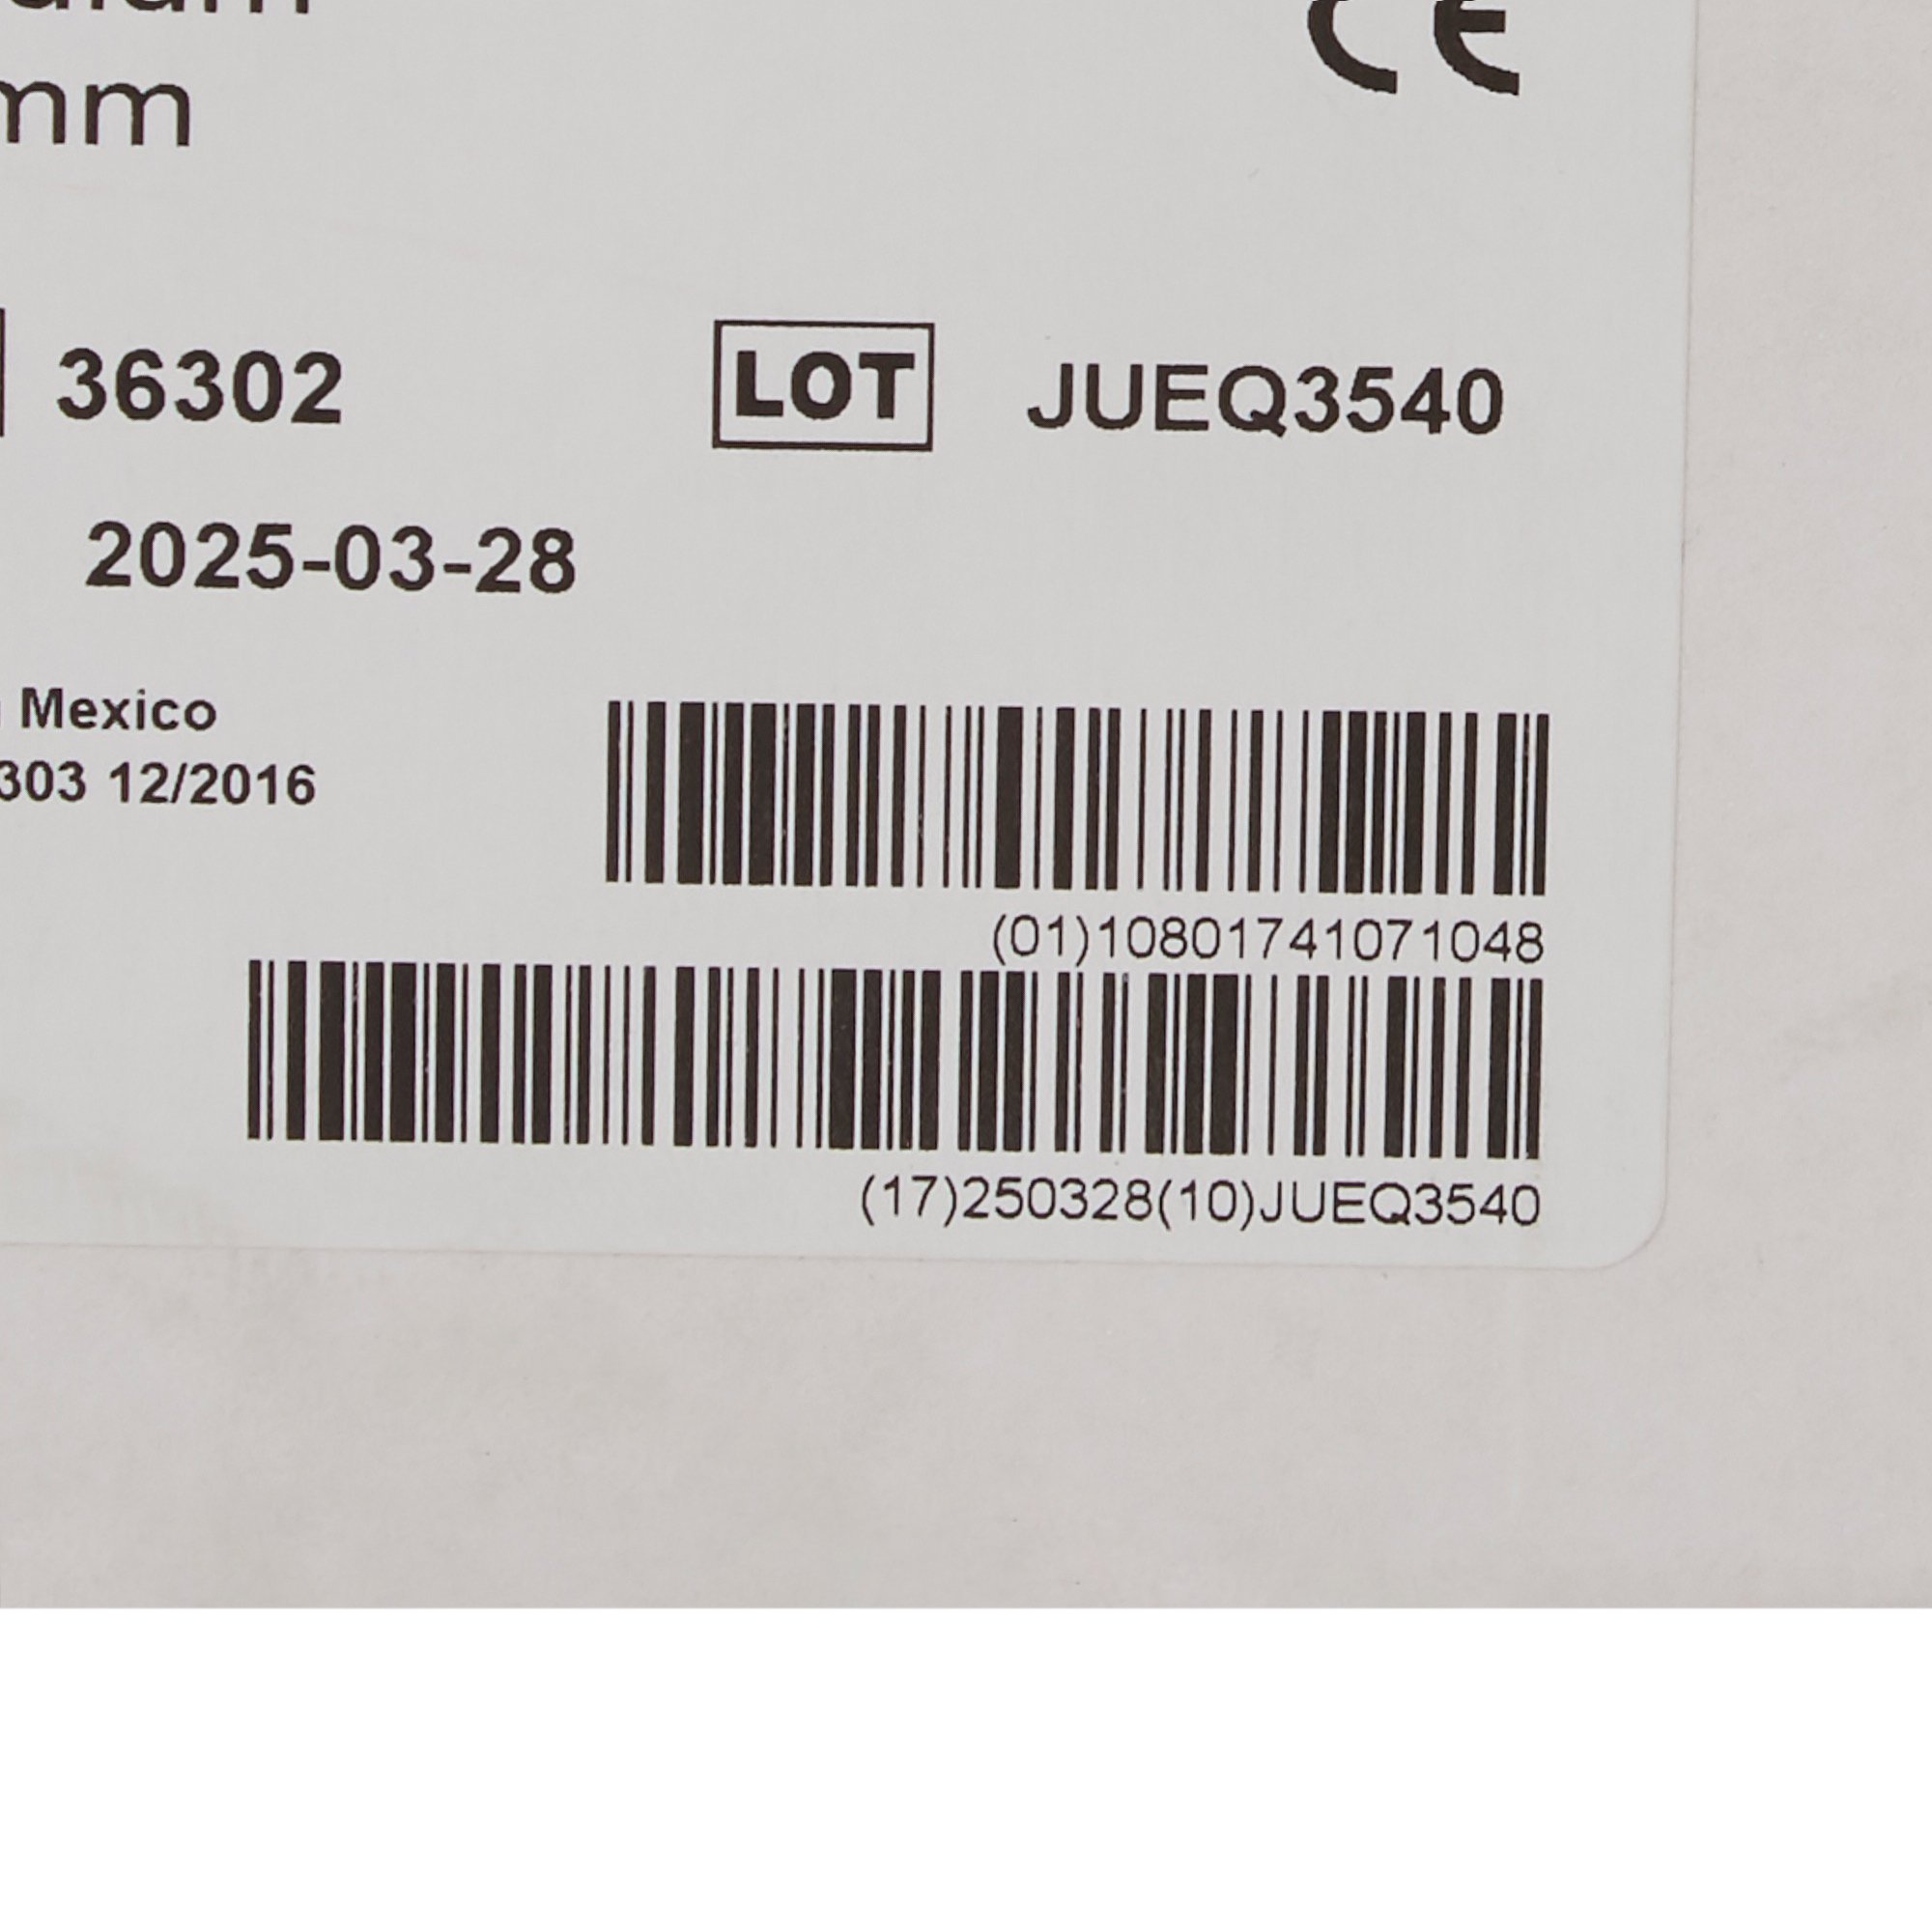 mm
CE
36302
LOT JUEQ3540
2025-03-28
Mexico
303 12/2016
(01)10801741071048
(17)250328(10)JUEQ3540